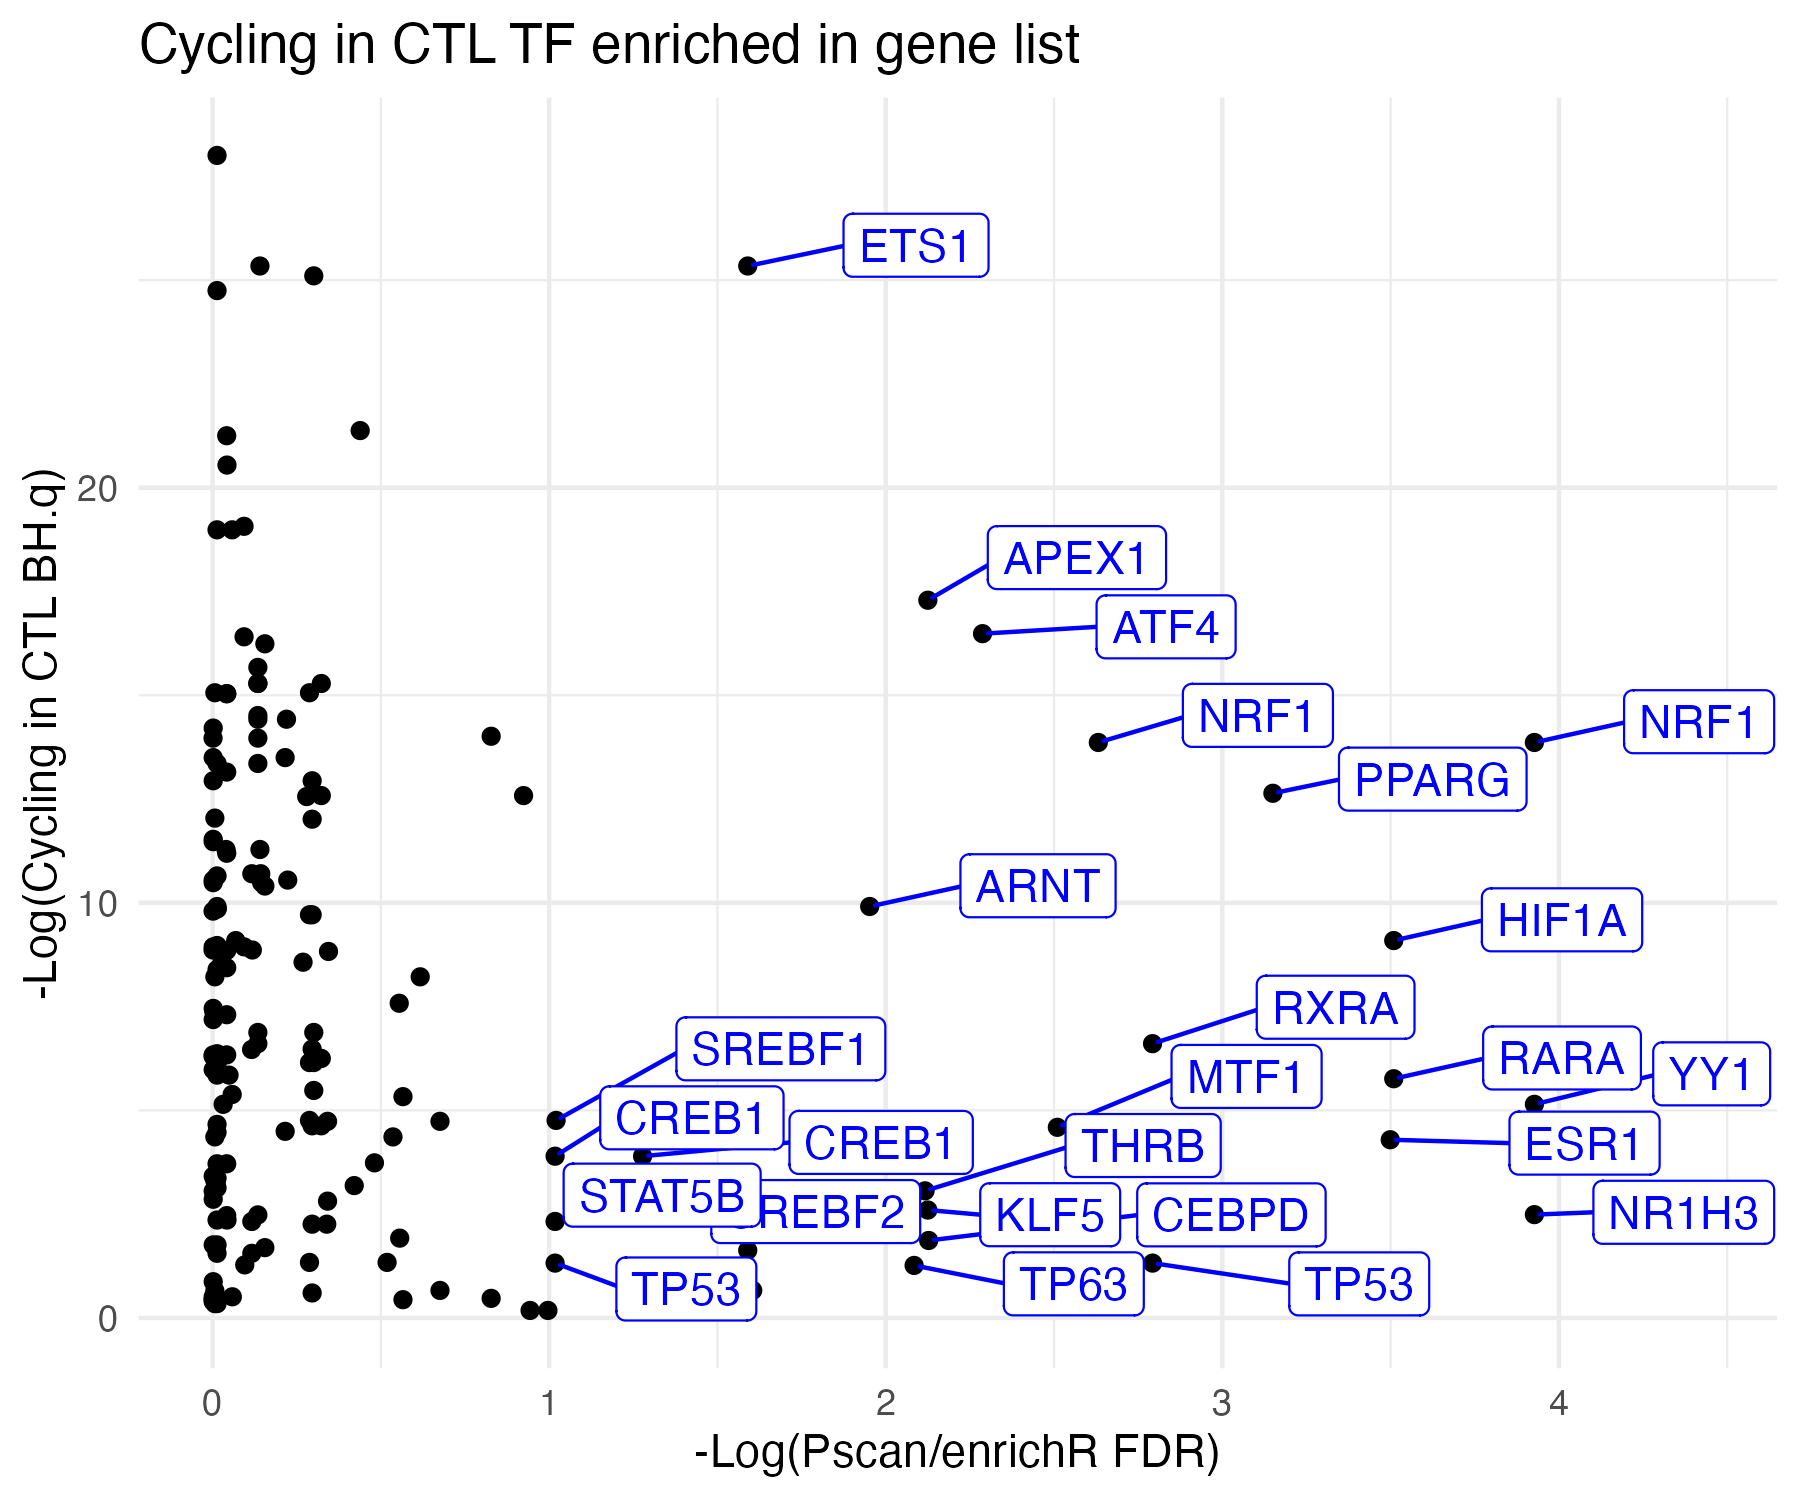 Cycling in CTL TF enriched in gene list
-Log(Cycling in CTL BH.q)
20
10
0
ETS1
APEX1
ATF4
NRF1
NRF1
PPARG
ARNT
HIF1A
RXRA
SREBF1
MTF1
RARA
YY1
CREB1
CREB1
THRB
ESR1
STAT5B
REBF2
KLF5
CEBPD
NR1H3
TP53
TP63
TP53
0
1
2
3
4
-Log(Pscan/enrichR FDR)